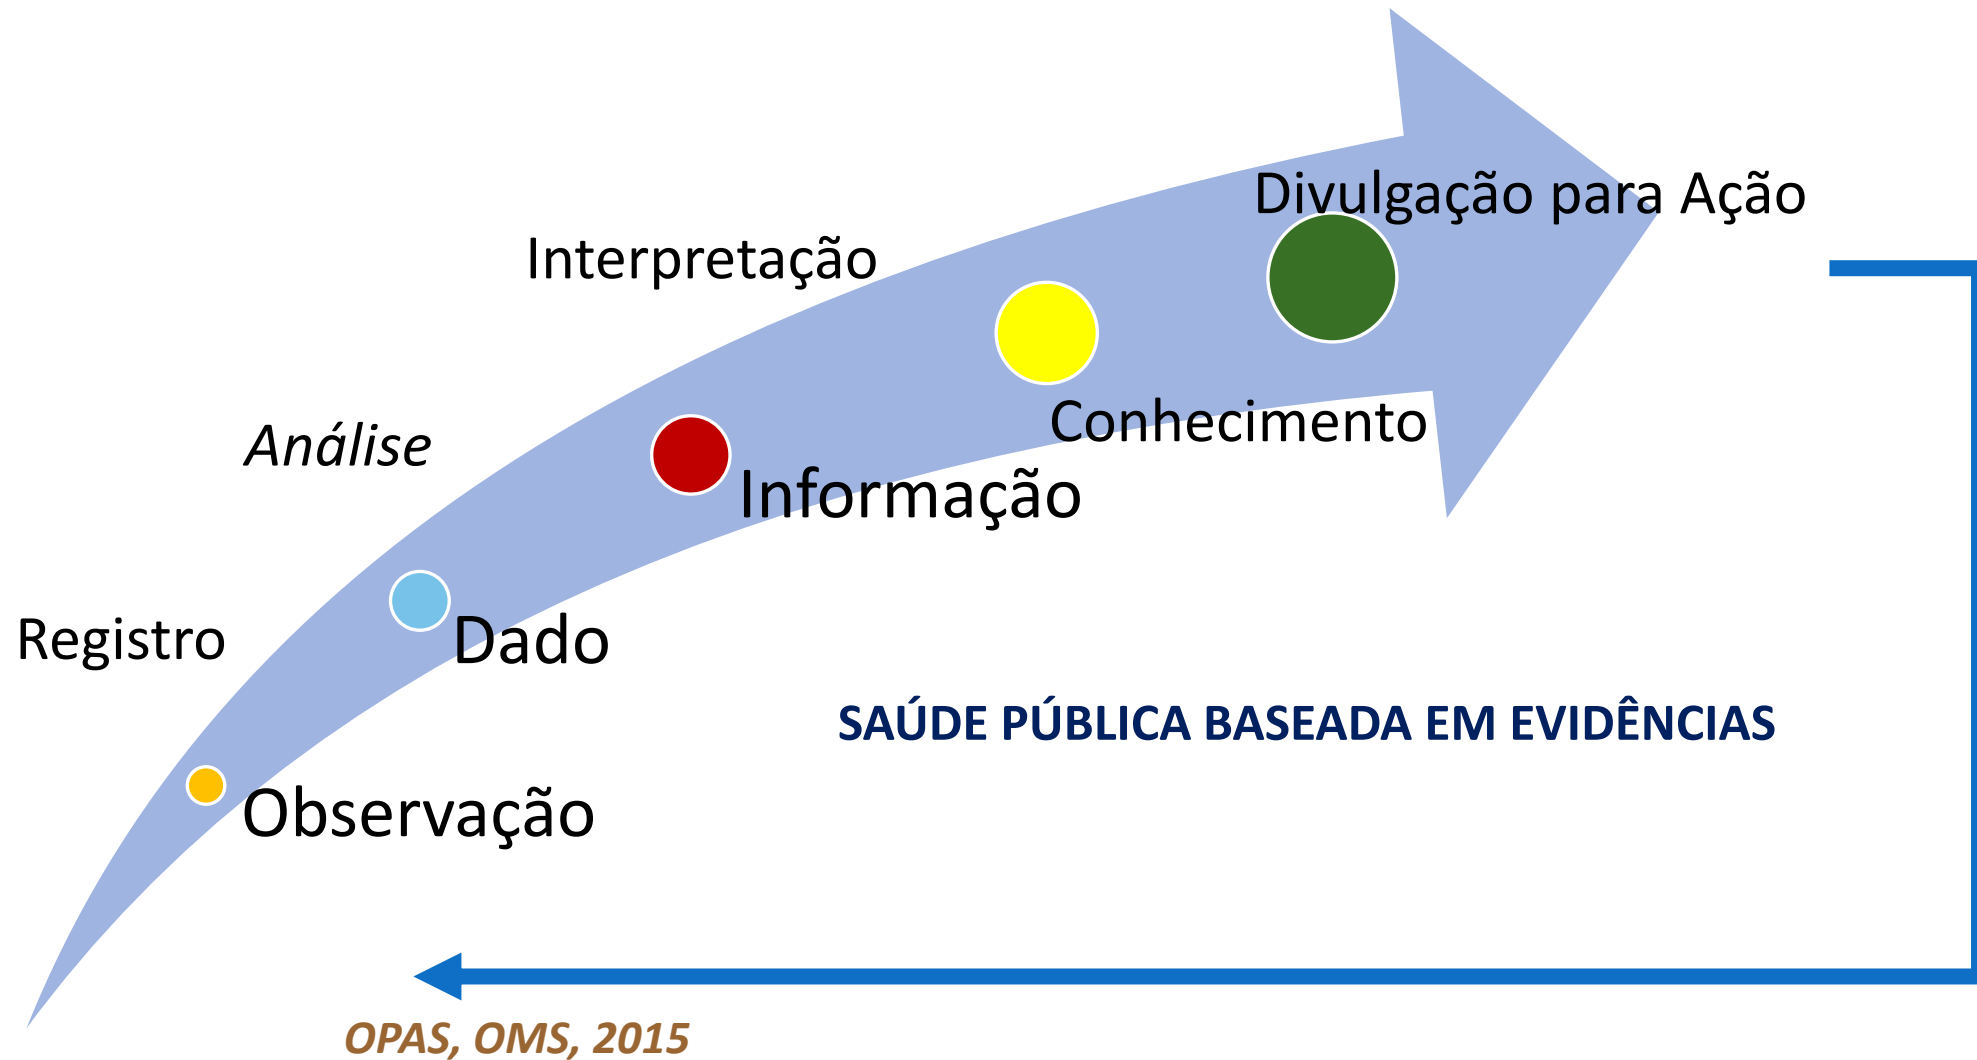 Divulgação para Ação
Interpretação
Conhecimento
Análise
Informação
Registro
Dado
SAÚDE PÚBLICA BASEADA EM EVIDÊNCIAS
Observação
OPAS, OMS, 2015